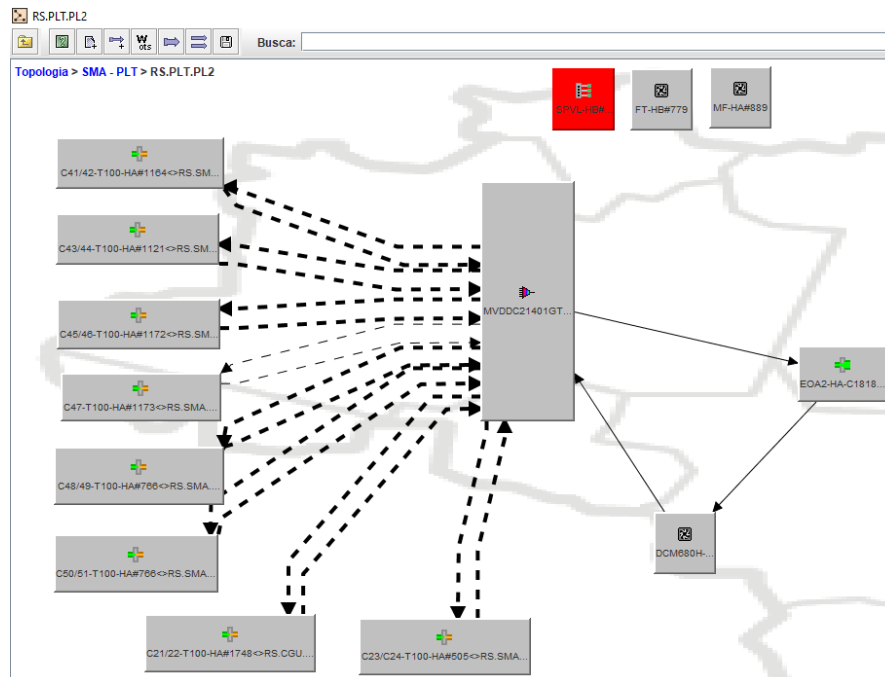 RS.PLT.PL2
W
ots
Busca:
Topologia > SMA - PLT > RS.PLT.PL2
SPVL-HB#...
FT-HB#779
MF-HA#889
C41/42-T100-HA#1164<>RS.SM...
C43/44-T100-HA#1121<>RS.SM...
MVDDC21401GT...
C45/46-T100-HA#1172<>RS.SM...
EOA2-HA-C1818...
C47-T100-HA#1173<>RS.SMA....
C48/49-T100-HA#766<>RS.SMA....
DCM680H-...
C50/51-T100-HA#766<>RS.SMA...
C21/22-T100-HA#1748<>RS.CGU....
C23/C24-T100-HA#505<>RS.SMA...